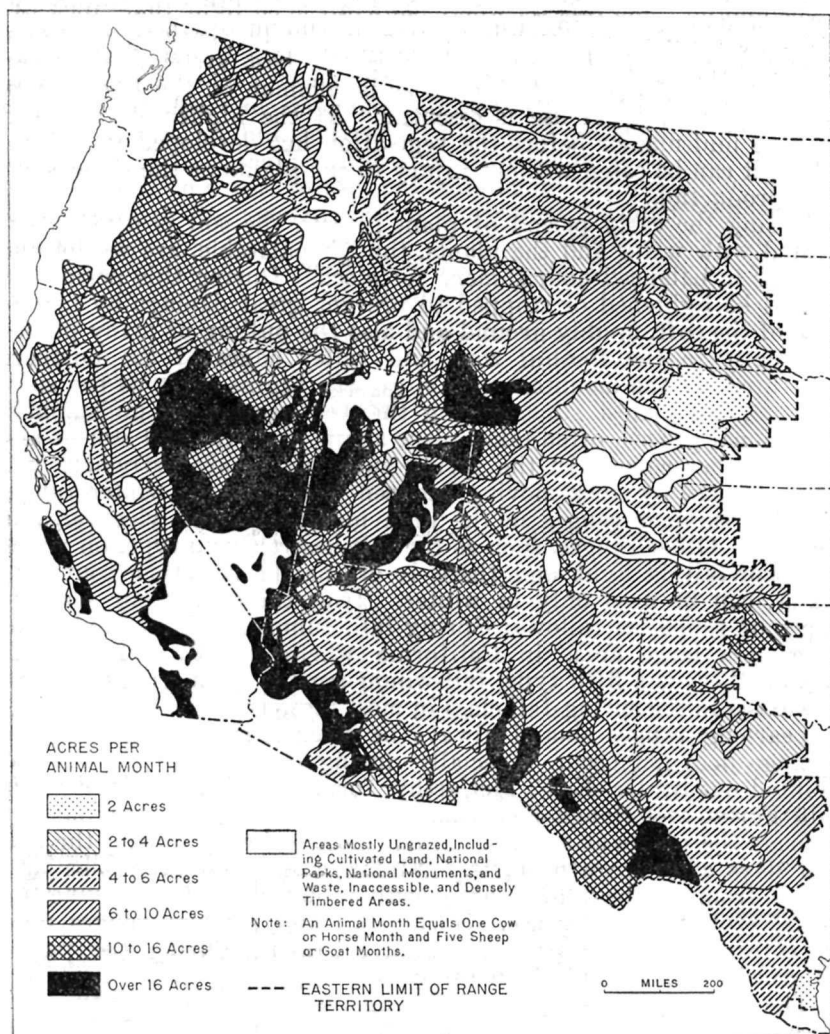 ACRES PER
ANIMAL MONTH
2 Acres
2 to 4 Acres
4 to 6 Acres
6 to 10 Acres
10 to 16 Acres
Over 16 Acres
Areas Mostly Ungrazed, Includ-
ing Cultivated Land, National
Parks, National Monuments, and
Waste, Inaccessible, and Densely
Timbered Areas.
Note: An Animal Month Equals One Cow
or Horse Month and Five Sheep
or Goat Months.
EASTERN LIMIT OF RANGE
TERRITORY
0 MILES 200